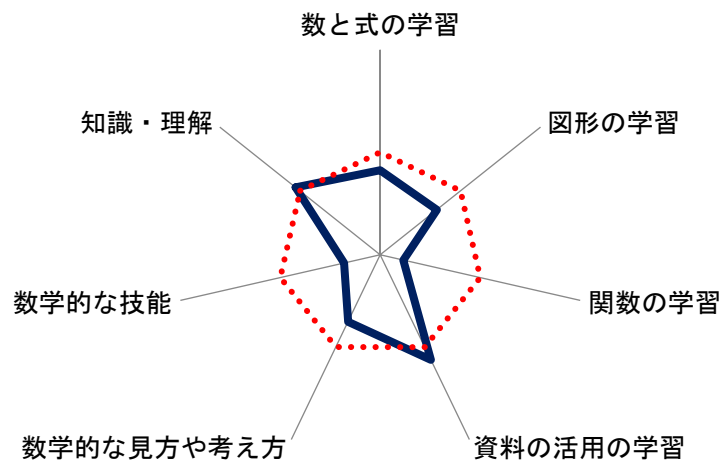 数と式の学習
知識・理解
図形の学習
数学的な技能
関数の学習
数学的な見方や考え方
資料の活用の学習